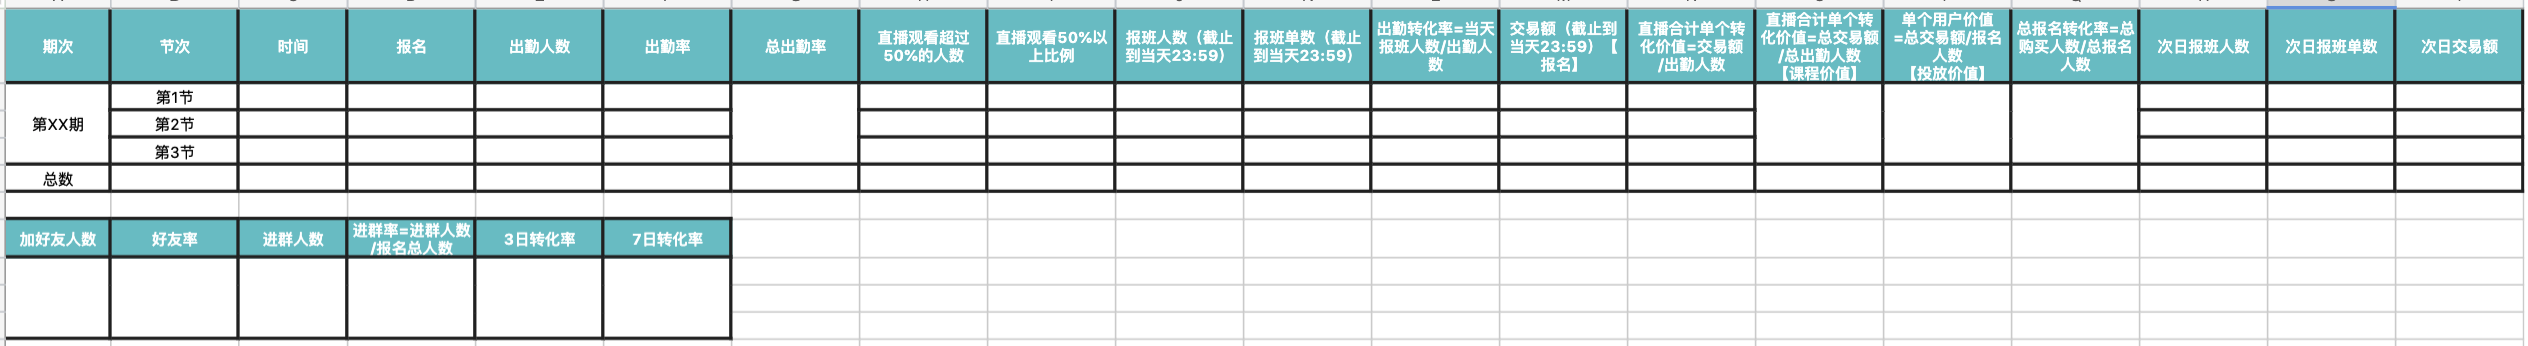 期次
节次
时间
报名
出勤人数
出勤率
总出勤率
直播观看超过
50%的人数
直播观看50%以
上比例
报班人数（截止
到当天23:59）
报班单数（截止
到当天23:59）
出勤转化率=当天
报班人数/出勤人
数
交易额（截止到
当天23:59）【
报名】
直播合计单个转
化价值=交易额
/出勤人数
直播合计单个转
化价值=总交易额
/总出勤人数
【课程价值】
单个用户价值
=总交易额/报名
人数
【投放价值】
总报名转化率=总
购买人数/总报名
人数
次日报班人数
次日报班单数
次日交易额
第XX期
第1节
第2节
第3节
总数
加好友人数
好友率
进群人数
进群率=进群人数
/报名总人数
3日转化率
7日转化率